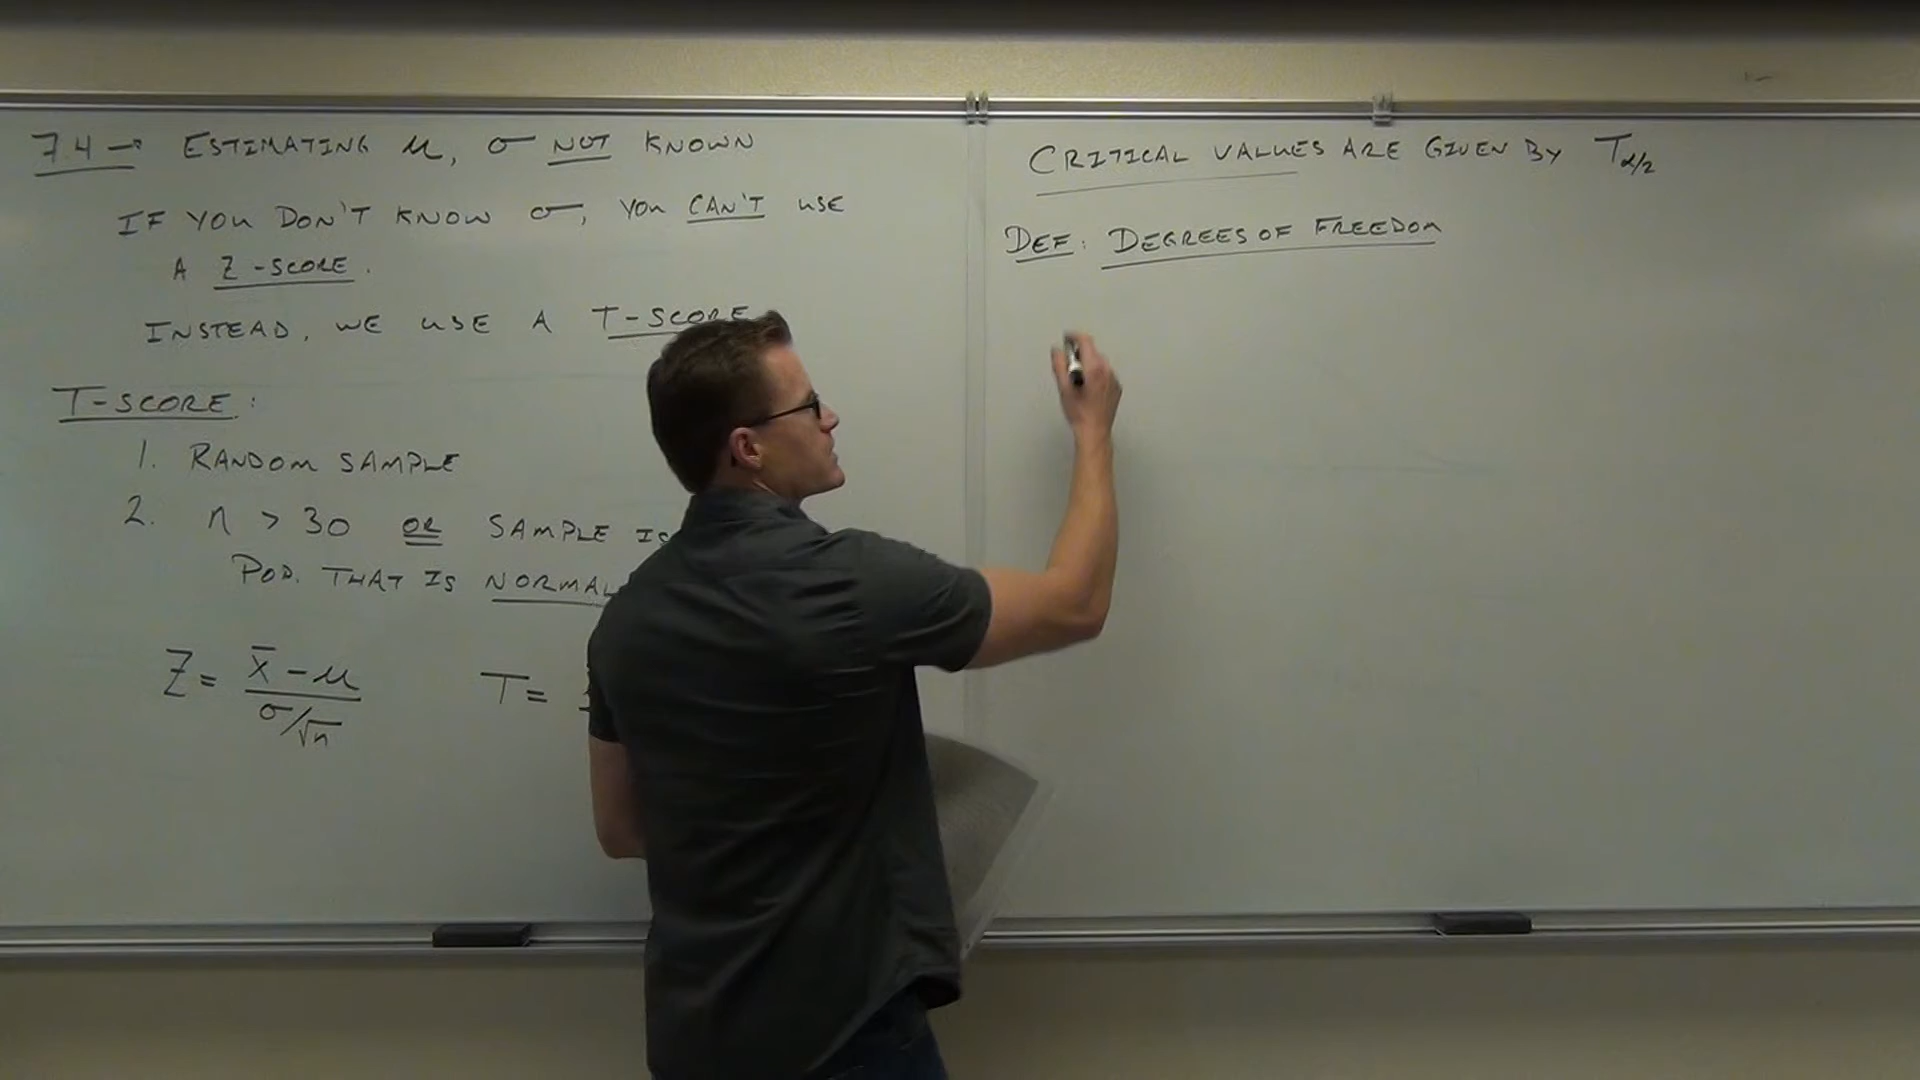 7.4 → ESTIMATING μ, σ NOT KNOWN
IF YOU DON'T KNOW σ, YOU CAN'T USE
A Z-SCORE.
INSTEAD, WE USE A T-SCORE
T-SCORE:
1. RANDOM SAMPLE
2. n > 30 OR SAMPLE IS
POP. THAT IS NORMAL
Z = x̄ - μ / σ/√n
T =
CRITICAL VALUES ARE GIVEN BY T α/2
DEF: DEGREES OF FREEDOM